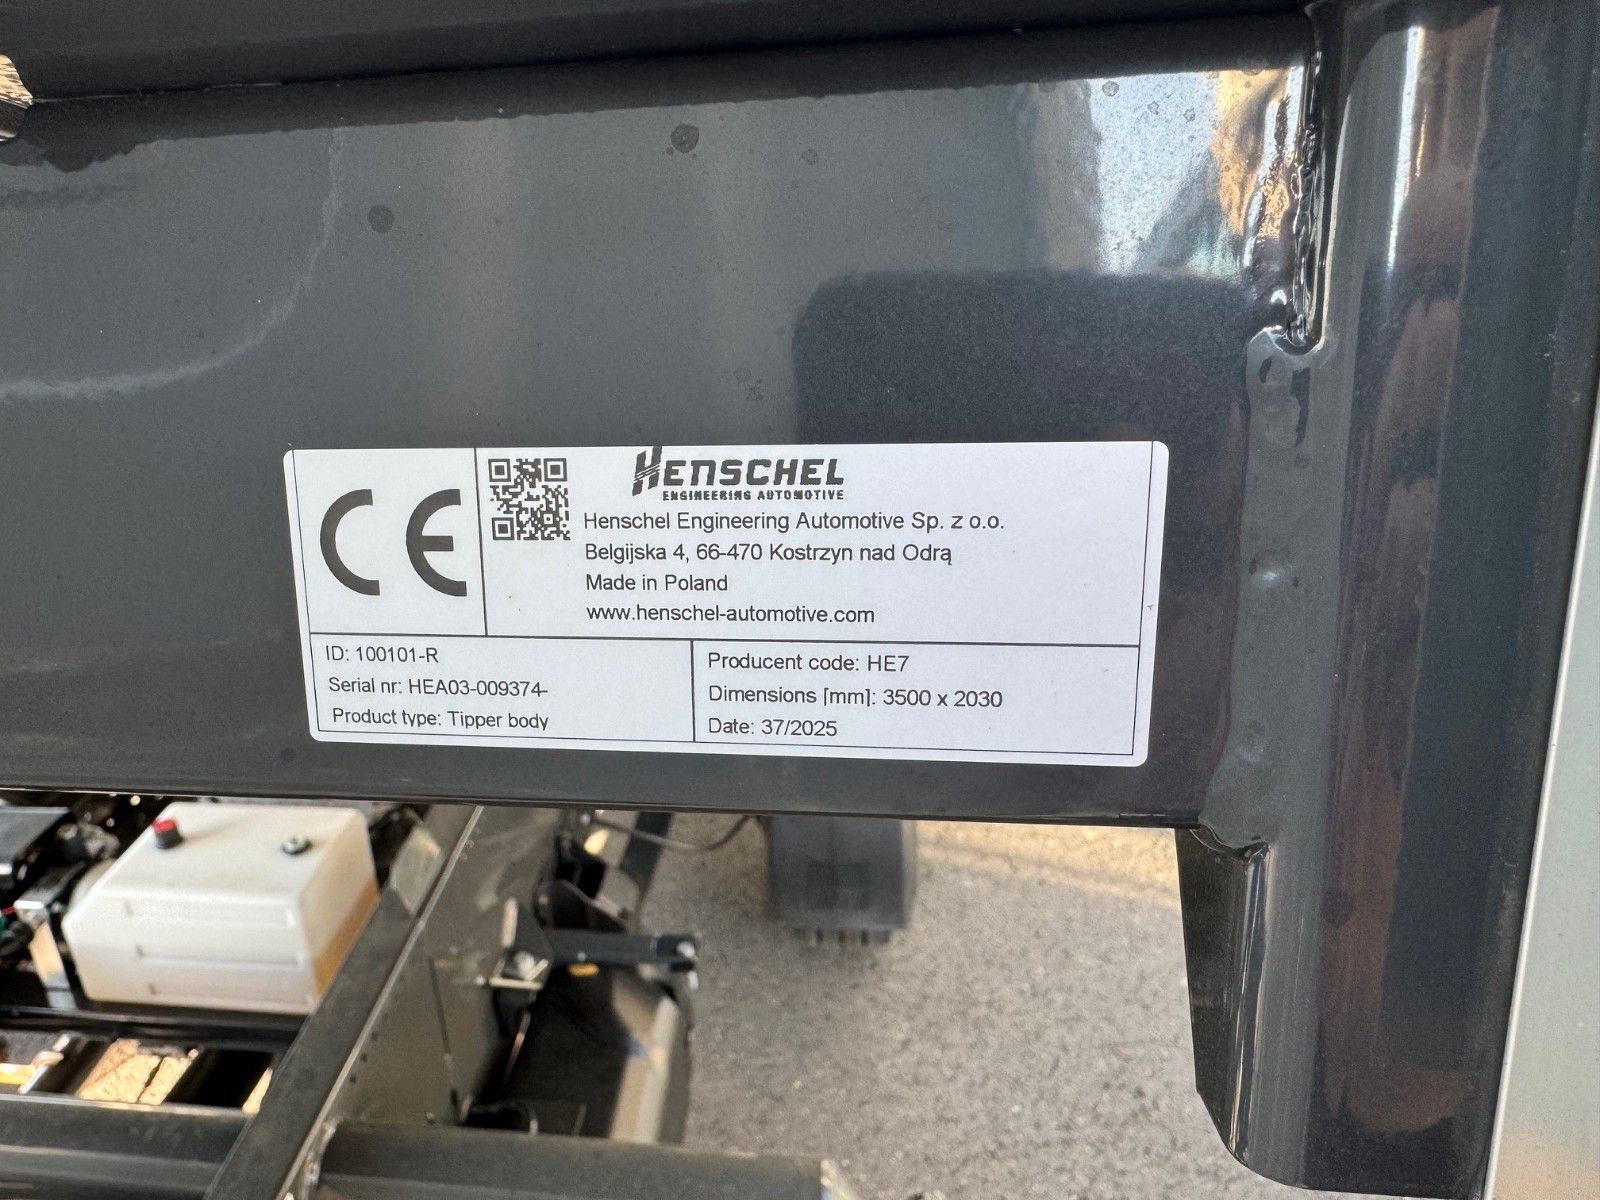 CE
HENSCHEL
ENGINEERING AUTOMOTIVE
Henschel Engineering Automotive Sp. z o.o.
Belgijska 4, 66-470 Kostrzyn nad Odrą
Made in Poland
www.henschel-automotive.com
ID: 100101-R
Serial nr: HEA03-009374-
Product type: Tipper body
Producent code: HE7
Dimensions [mm]: 3500 x 2030
Date: 37/2025